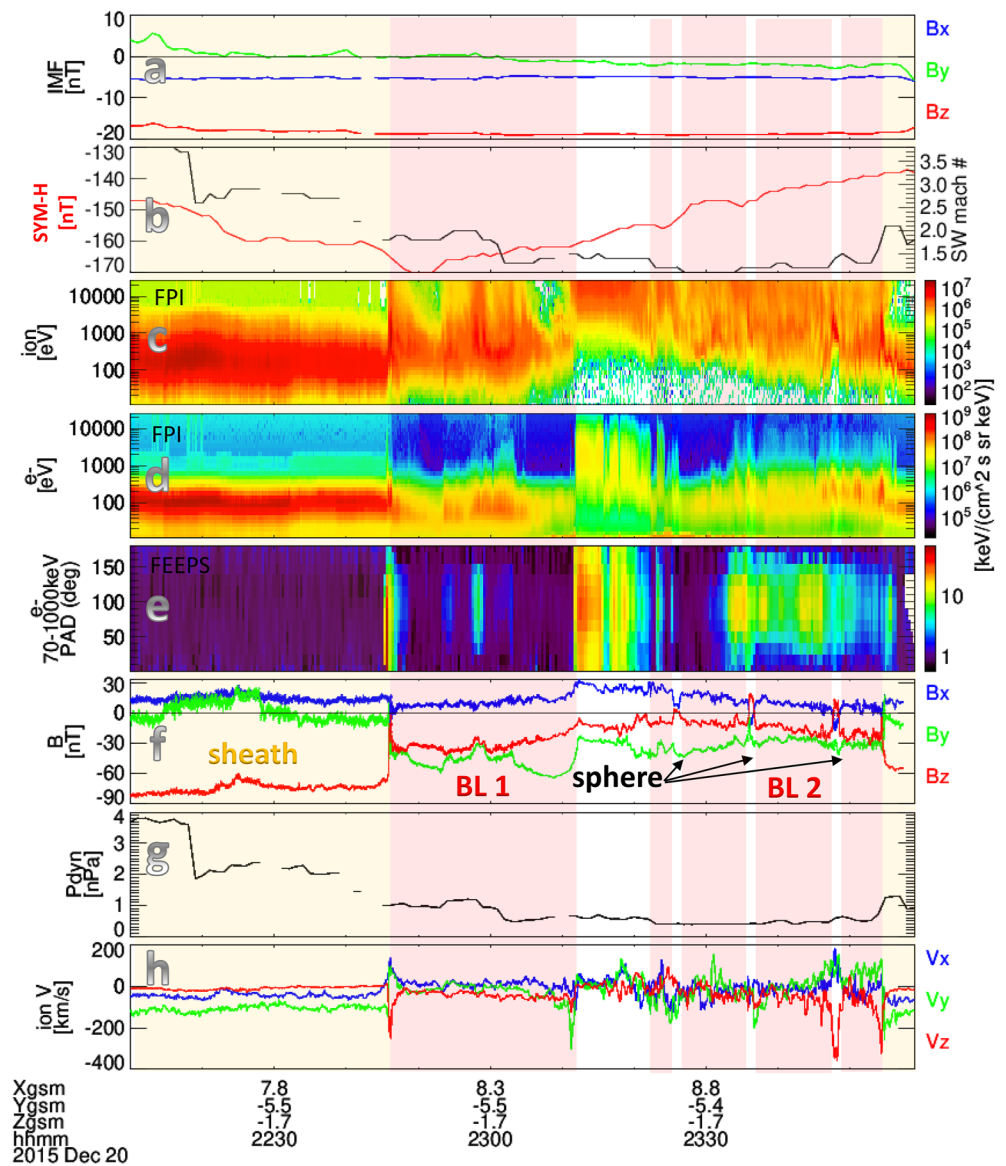 10
0
-10
-20
IMF
[nT]
a
Bx
By
Bz
-130
-140
-150
-160
-170
SYM-H
[nT]
b
3.5
3.0
2.5
2.0
1.5
SW mach #
10000
1000
100
ion
[eV]
FPI
c
10^7
10^6
10^5
10^4
10^3
10^2
10000
1000
100
e-
[eV]
FPI
d
10^9
10^8
10^7
10^6
10^5
[keV/(cm^2 s sr keV)]
150
100
50
e-
70-1000keV
PAD (deg)
FEEPS
e
10
1
30
0
-30
-60
-90
B
[nT]
f
sheath
BL 1
sphere
BL 2
Bx
By
Bz
4
3
2
1
0
Pdyn
[nPa]
g
200
0
-200
-400
ion V
[km/s]
h
Vx
Vy
Vz
Xgsm 7.8 8.3 8.8
Ygsm -5.5 -5.5 -5.4
Zgsm -1.7 -1.7 -1.7
hhmm 2230 2300 2330
2015 Dec 20